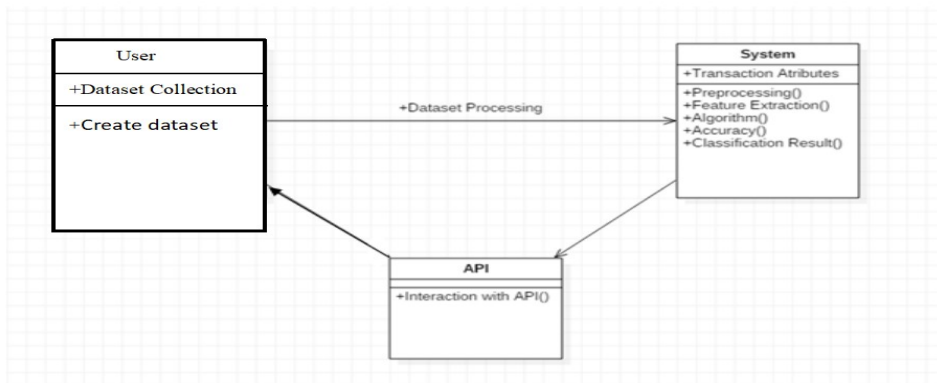 User
+Dataset Collection
+Create dataset
+Dataset Processing
System
+Transaction Atributes
+Preprocessing()
+Feature Extraction()
+Algorithm()
+Accuracy()
+Classification Result()
API
+Interaction with API()